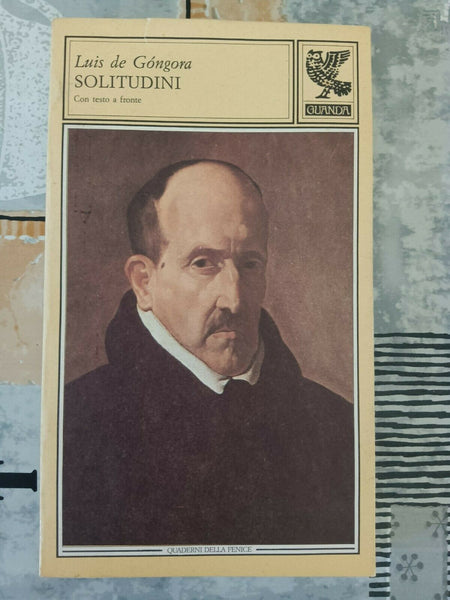 Luis de Góngora
SOLITUDINI
Con testo a fronte
GUANDA
QUADERNI DELLA FENICE